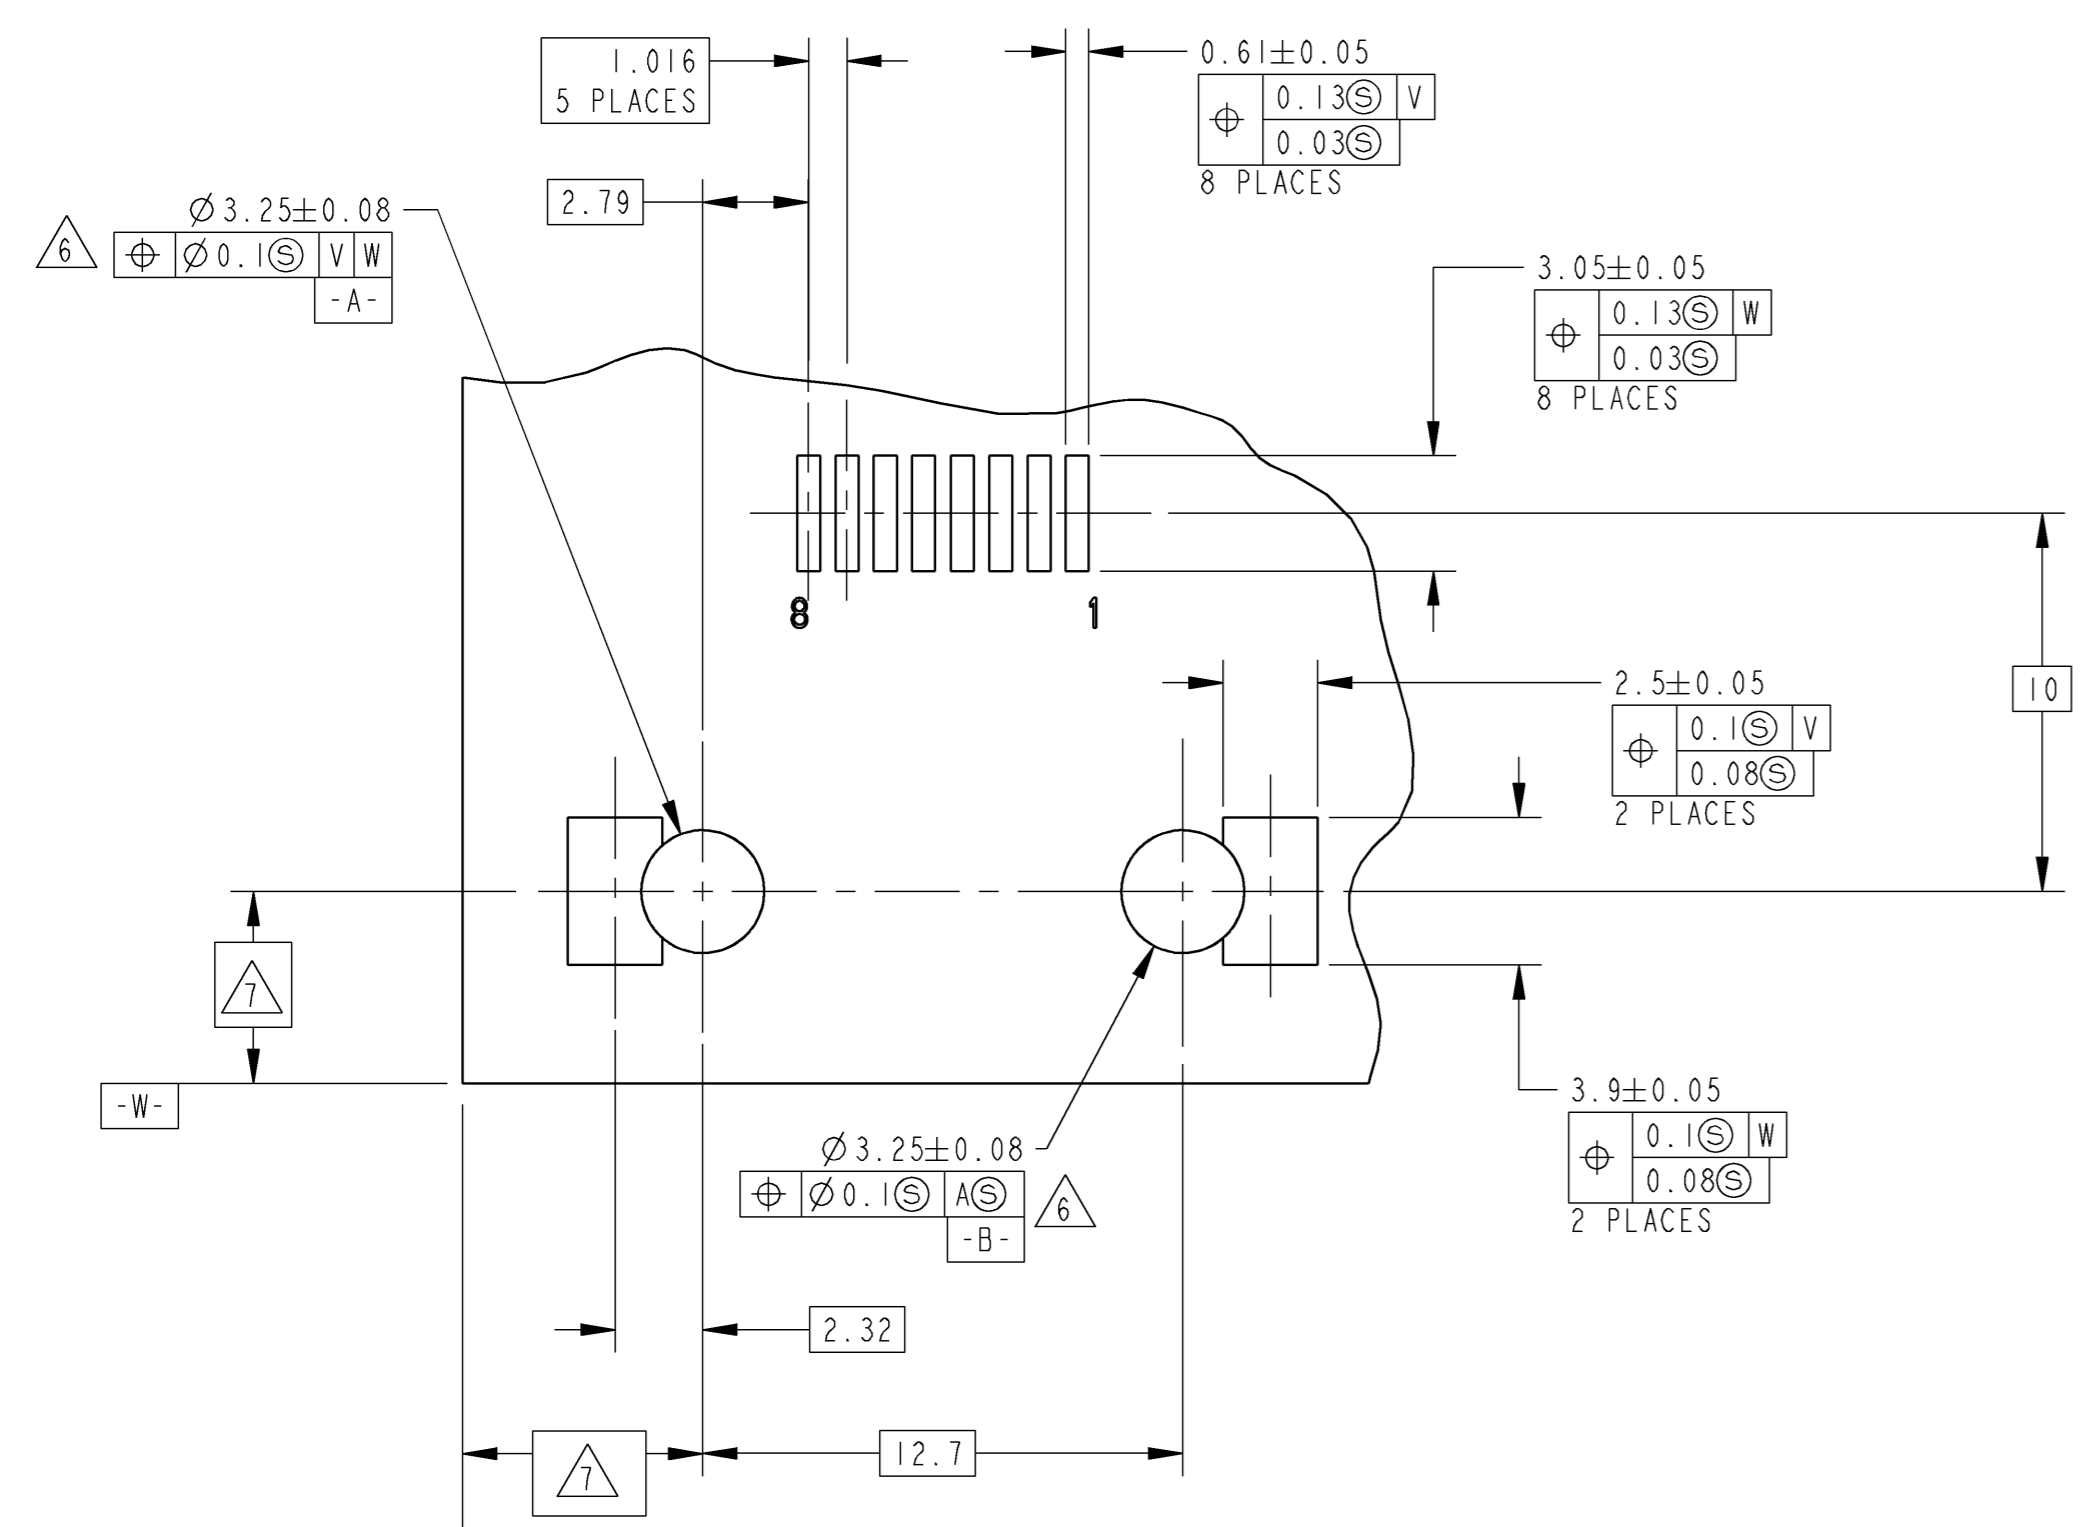 1.016
5 PLACES
0.61±0.05
⌖ 0.13Ⓢ V
0.03Ⓢ
8 PLACES
2.79
Ø3.25±0.08
6 ⌖ Ø0.1Ⓢ V W
-A-
3.05±0.05
⌖ 0.13Ⓢ W
0.03Ⓢ
8 PLACES
8 1
2.5±0.05
⌖ 0.1Ⓢ V
0.08Ⓢ
2 PLACES
10
7
-W-
3.9±0.05
⌖ 0.1Ⓢ W
0.08Ⓢ
2 PLACES
Ø3.25±0.08
⌖ Ø0.1Ⓢ AⓈ 6
-B-
2.32
7
12.7